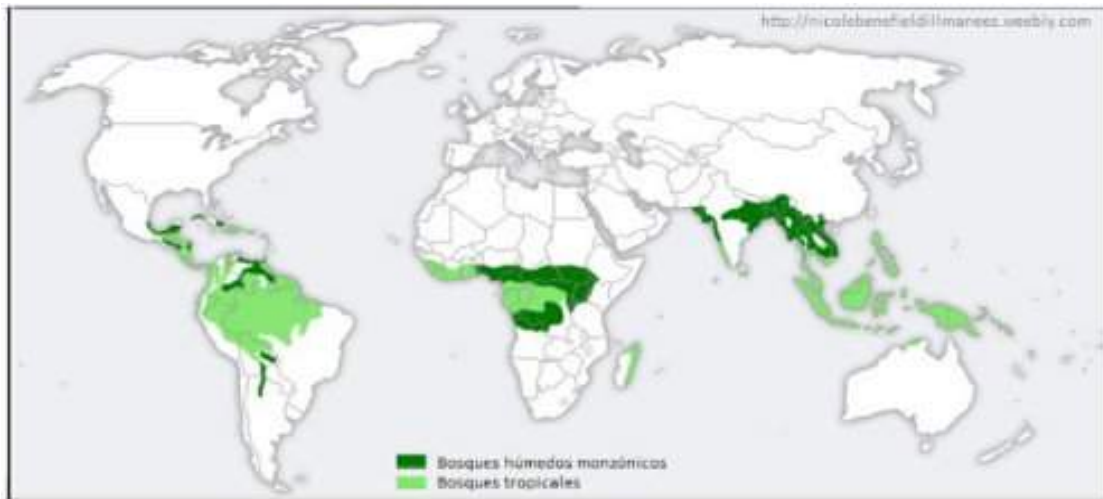 http://nicolebenefieldillmanees.weebly.com
Bosques húmedos monzónicos
Bosques tropicales